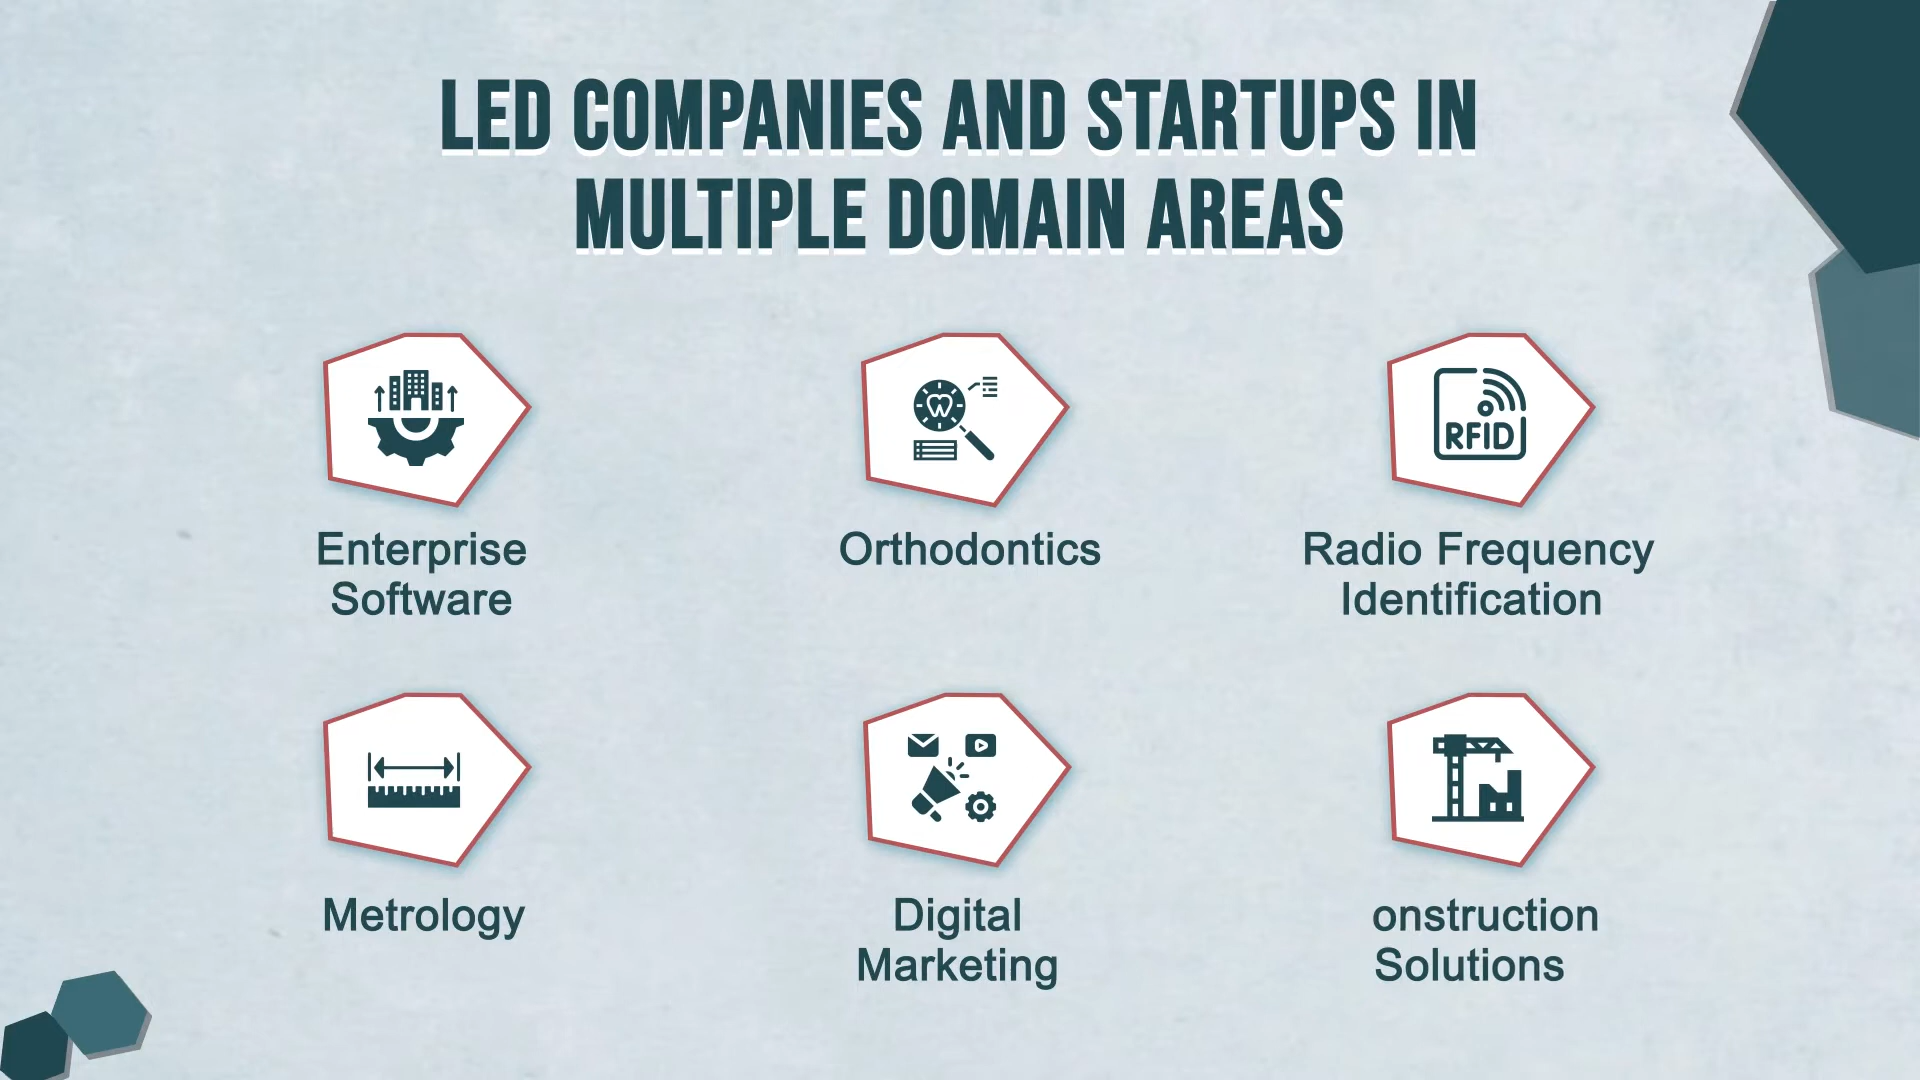 LED COMPANIES AND STARTUPS IN
MULTIPLE DOMAIN AREAS
Enterprise
Software
Orthodontics
RFID
Radio Frequency
Identification
Metrology
Digital
Marketing
onstruction
Solutions